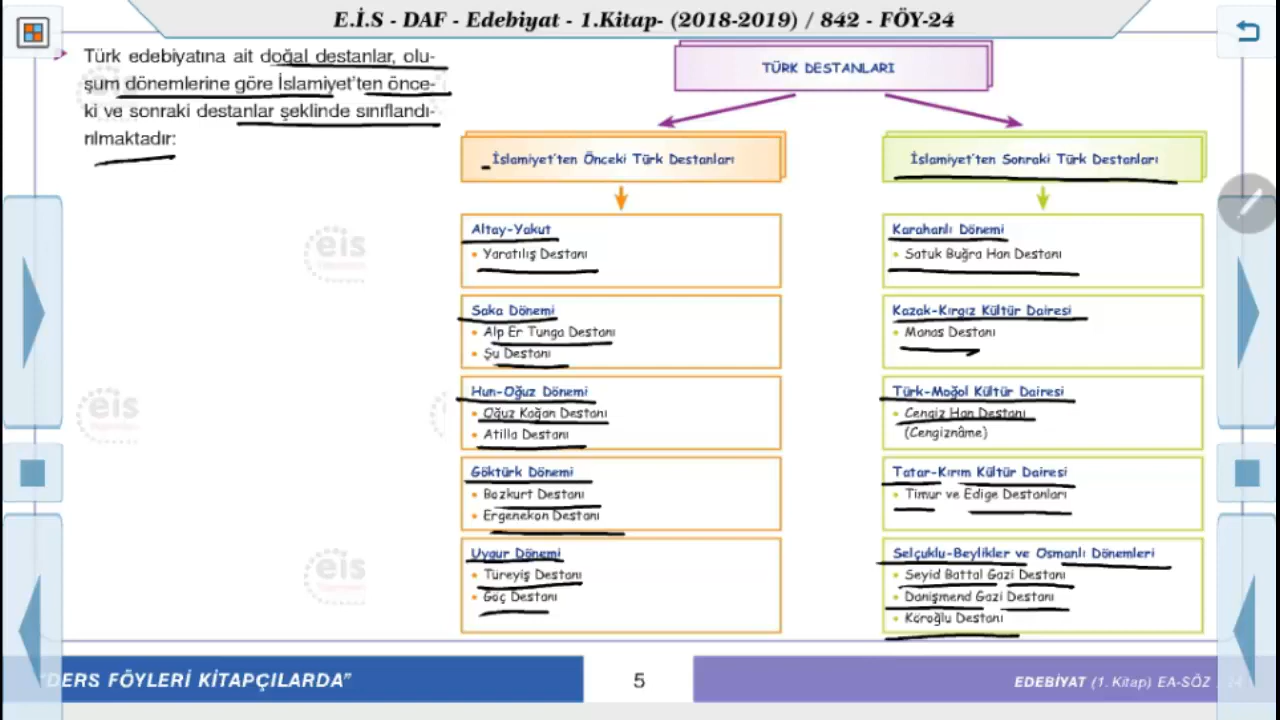 E.İ.S - DAF - Edebiyat - 1.Kitap- (2018-2019) / 842 - FÖY-24
Türk edebiyatına ait doğal destanlar, olu-
şum dönemlerine göre İslamiyet'ten önce-
ki ve sonraki destanlar şeklinde sınıflandı-
rılmaktadır:
TÜRK DESTANLARI
İslamiyet'ten Önceki Türk Destanları
Altay-Yakut
• Yaratılış Destanı
Saka Dönemi
• Alp Er Tunga Destanı
• Şu Destanı
Hun-Oğuz Dönemi
• Oğuz Kağan Destanı
• Atilla Destanı
Göktürk Dönemi
• Bozkurt Destanı
• Ergenekon Destanı
Uygur Dönemi
• Türeyiş Destanı
• Göç Destanı
İslamiyet'ten Sonraki Türk Destanları
Karahanlı Dönemi
• Satuk Buğra Han Destanı
Kazak-Kırgız Kültür Dairesi
• Manas Destanı
Türk-Moğol Kültür Dairesi
• Cengiz Han Destanı
(Cengiznâme)
Tatar-Kırım Kültür Dairesi
• Timur ve Edige Destanları
Selçuklu-Beylikler ve Osmanlı Dönemleri
• Seyid Battal Gazi Destanı
• Danişmend Gazi Destanı
• Köroğlu Destanı
eis
eis
eis
"DERS FÖYLERİ KİTAPÇILARDA"
5
EDEBİYAT (1. Kitap) EA-SÖZ